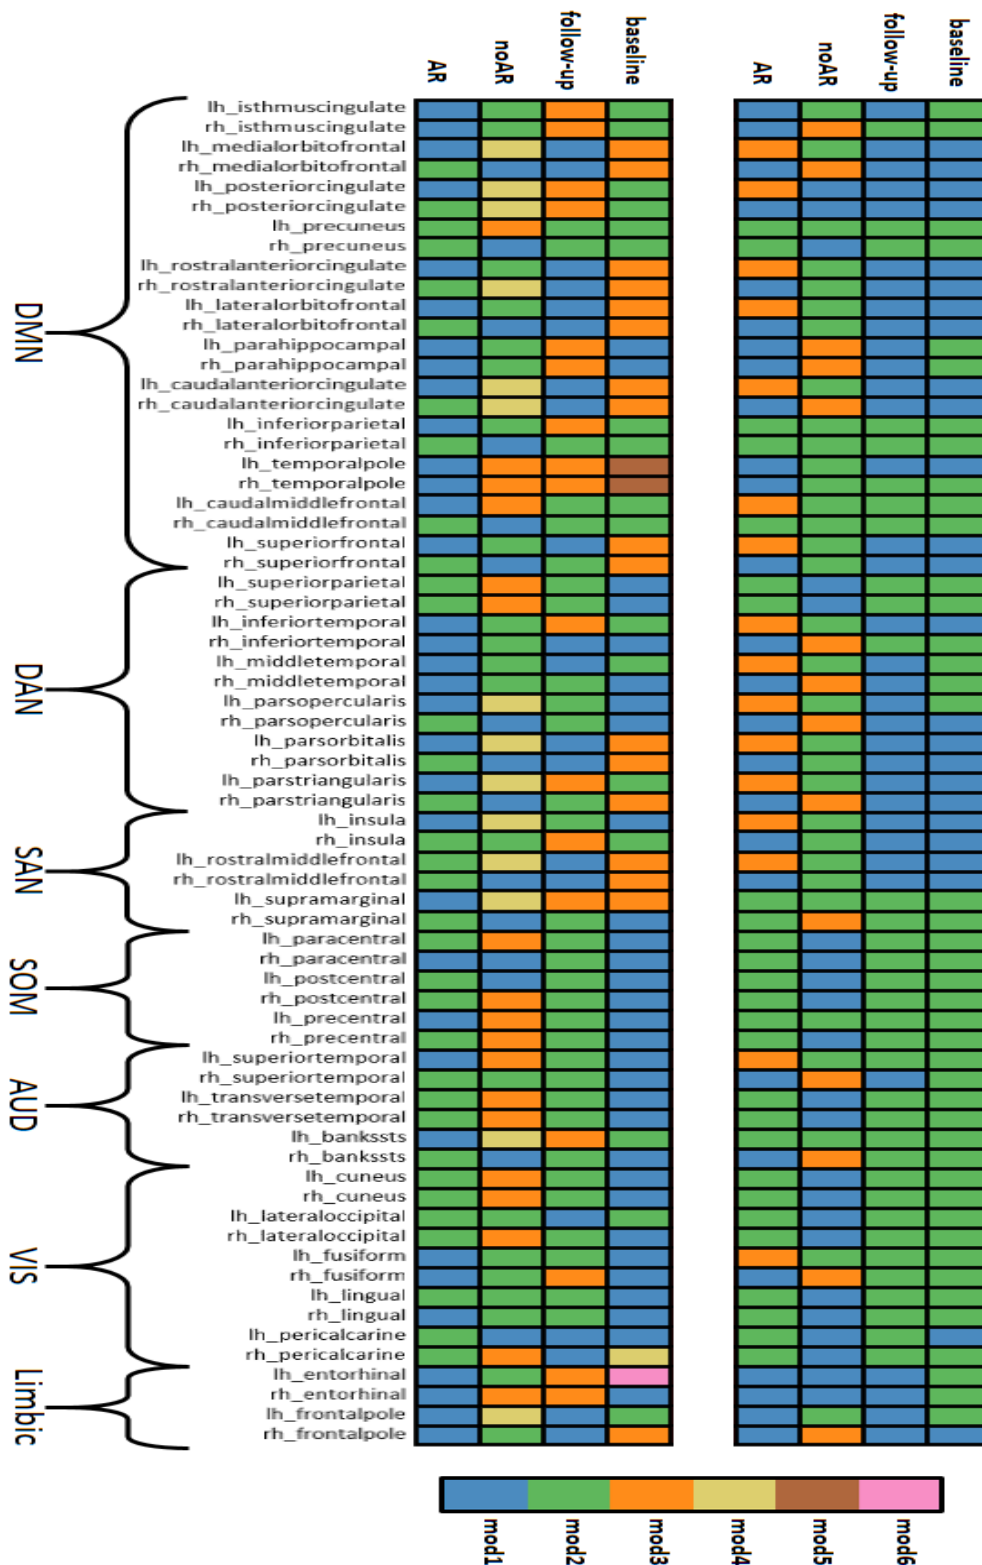 AR
noAR
follow-up
baseline
AR
noAR
follow-up
baseline
lh_isthmuscingulate
rh_isthmuscingulate
lh_medialorbitofrontal
rh_medialorbitofrontal
lh_posteriorcingulate
rh_posteriorcingulate
lh_precuneus
rh_precuneus
lh_rostralanteriorcingulate
rh_rostralanteriorcingulate
lh_lateralorbitofrontal
rh_lateralorbitofrontal
lh_parahippocampal
rh_parahippocampal
lh_caudalanteriorcingulate
rh_caudalanteriorcingulate
lh_inferiorparietal
rh_inferiorparietal
lh_temporalpole
rh_temporalpole
lh_caudalmiddlefrontal
rh_caudalmiddlefrontal
lh_superiorfrontal
rh_superiorfrontal
lh_superiorparietal
rh_superiorparietal
lh_inferiortemporal
rh_inferiortemporal
lh_middletemporal
rh_middletemporal
lh_parsopercularis
rh_parsopercularis
lh_parsorbitalis
rh_parsorbitalis
lh_parstriangularis
rh_parstriangularis
lh_insula
rh_insula
lh_rostralmiddlefrontal
rh_rostralmiddlefrontal
lh_supramarginal
rh_supramarginal
lh_paracentral
rh_paracentral
lh_postcentral
rh_postcentral
lh_precentral
rh_precentral
lh_superiortemporal
rh_superiortemporal
lh_transversetemporal
rh_transversetemporal
lh_bankssts
rh_bankssts
lh_cuneus
rh_cuneus
lh_lateraloccipital
rh_lateraloccipital
lh_fusiform
rh_fusiform
lh_lingual
rh_lingual
lh_pericalcarine
rh_pericalcarine
lh_entorhinal
rh_entorhinal
lh_frontalpole
rh_frontalpole
DMN
DAN
SAN
SOM
AUD
VIS
Limbic
mod1
mod2
mod3
mod4
mod5
mod6